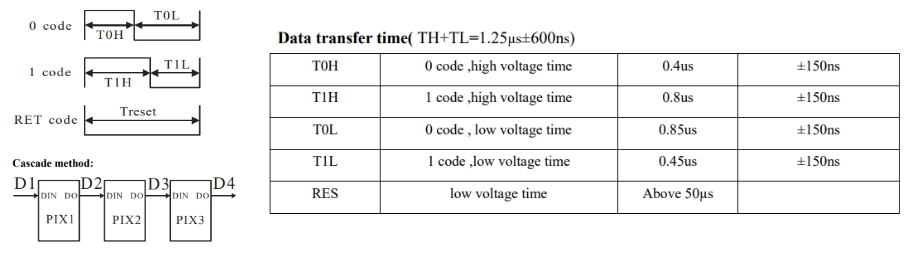 0 code
T0H
T0L
1 code
T1H
T1L
RET code
Treset
Cascade method:
D1 D2 D3 D4
DIN DO DIN DO DIN DO
PIX1 PIX2 PIX3
Data transfer time( TH+TL=1.25μs±600ns)
T0H 0 code ,high voltage time 0.4us ±150ns
T1H 1 code ,high voltage time 0.8us ±150ns
T0L 0 code , low voltage time 0.85us ±150ns
T1L 1 code ,low voltage time 0.45us ±150ns
RES low voltage time Above 50μs